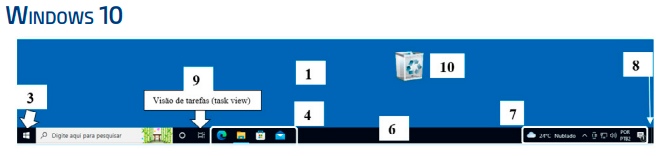 WINDOWS 10
1
10
8
9
3
Visão de tarefas (task view)
4
6
7
Digite aqui para pesquisar
24°C Nublado
POR
PTB2